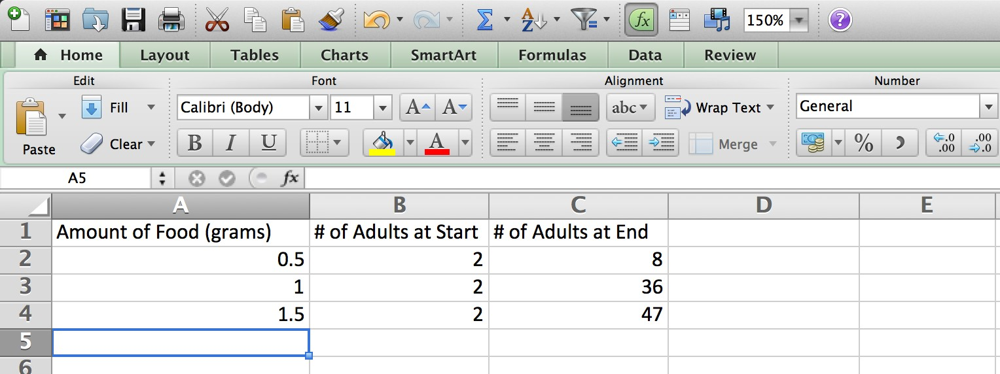 150% ?
Home Layout Tables Charts SmartArt Formulas Data Review
Edit Font Alignment Number
Fill Calibri (Body) 11 A A abc Wrap Text General
Paste Clear B I U A Merge % .0 .00 .00 .0
A5 fx
A B C D E
1 Amount of Food (grams) # of Adults at Start # of Adults at End
2 0.5 2 8
3 1 2 36
4 1.5 2 47
5
6